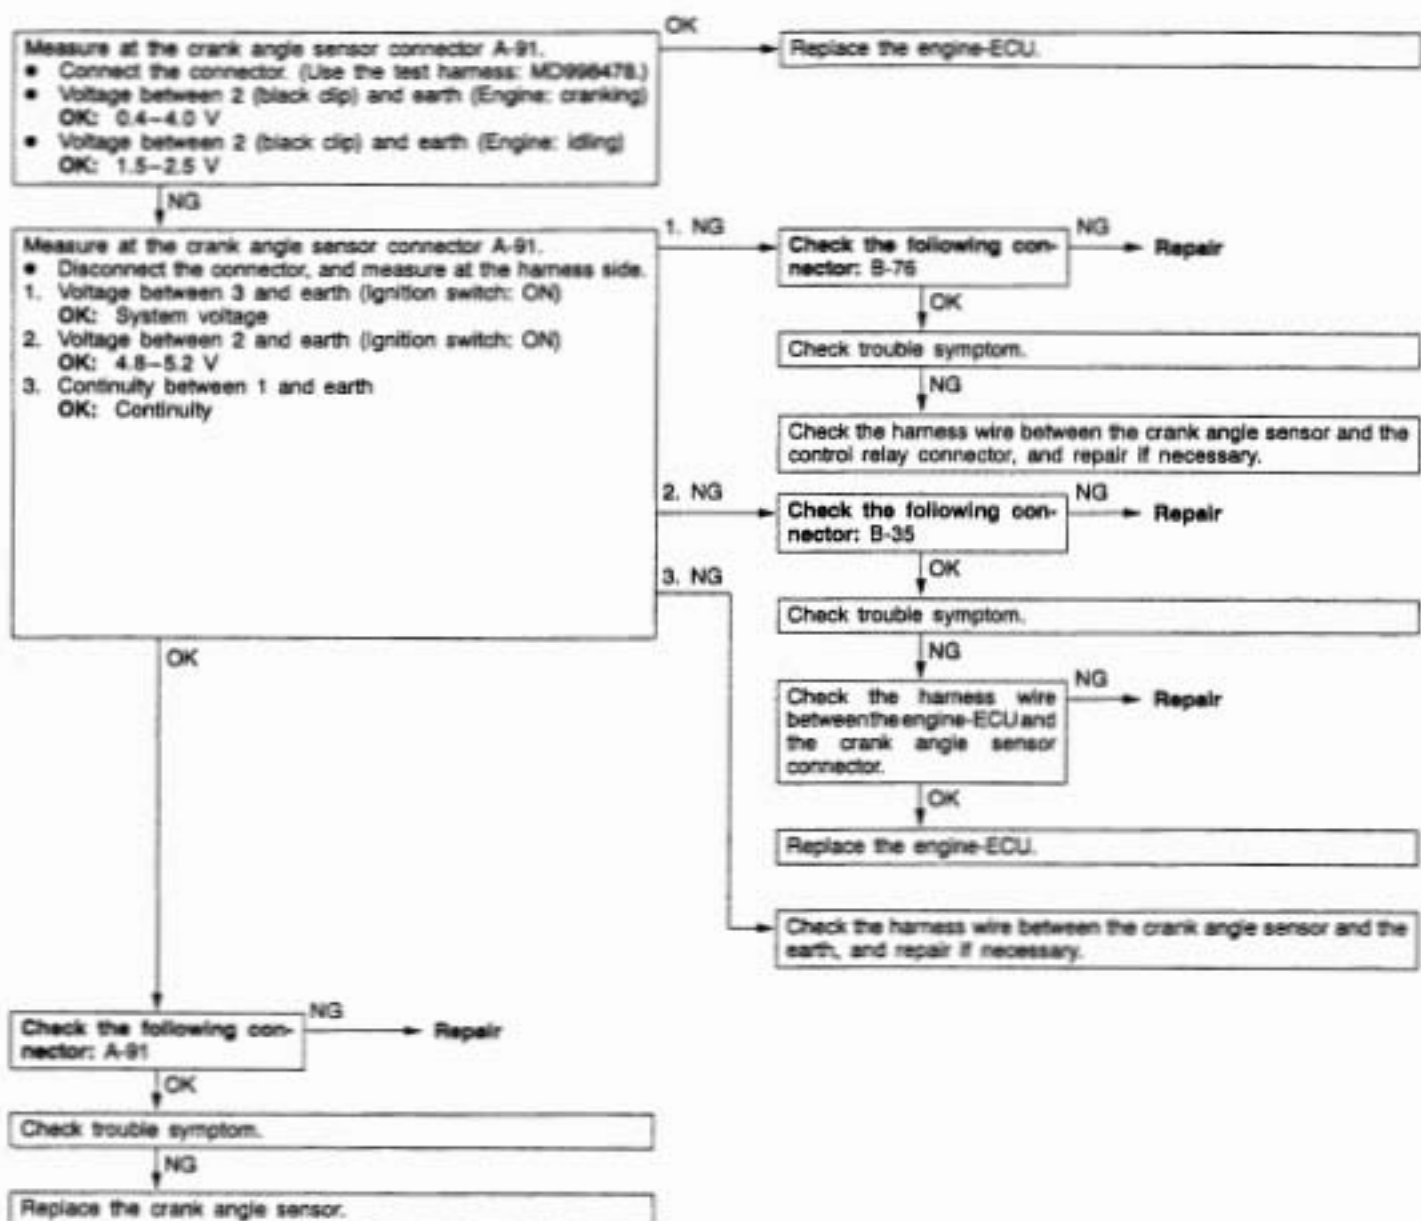 OK
Measure at the crank angle sensor connector A-91.
● Connect the connector. (Use the test harness: MD998478.)
● Voltage between 2 (black clip) and earth (Engine: cranking)
OK: 0.4–4.0 V
● Voltage between 2 (black clip) and earth (Engine: idling)
OK: 1.5–2.5 V
Replace the engine-ECU.
NG
Measure at the crank angle sensor connector A-91.
● Disconnect the connector, and measure at the harness side.
1. Voltage between 3 and earth (Ignition switch: ON)
OK: System voltage
2. Voltage between 2 and earth (Ignition switch: ON)
OK: 4.8–5.2 V
3. Continuity between 1 and earth
OK: Continuity
1. NG
Check the following con-
nector: B-76
NG
Repair
OK
Check trouble symptom.
NG
Check the harness wire between the crank angle sensor and the
control relay connector, and repair if necessary.
2. NG
Check the following con-
nector: B-35
NG
Repair
OK
Check trouble symptom.
NG
Check the harness wire
between the engine-ECU and
the crank angle sensor
connector.
NG
Repair
OK
Replace the engine-ECU.
3. NG
Check the harness wire between the crank angle sensor and the
earth, and repair if necessary.
OK
Check the following con-
nector: A-91
NG
Repair
OK
Check trouble symptom.
NG
Replace the crank angle sensor.